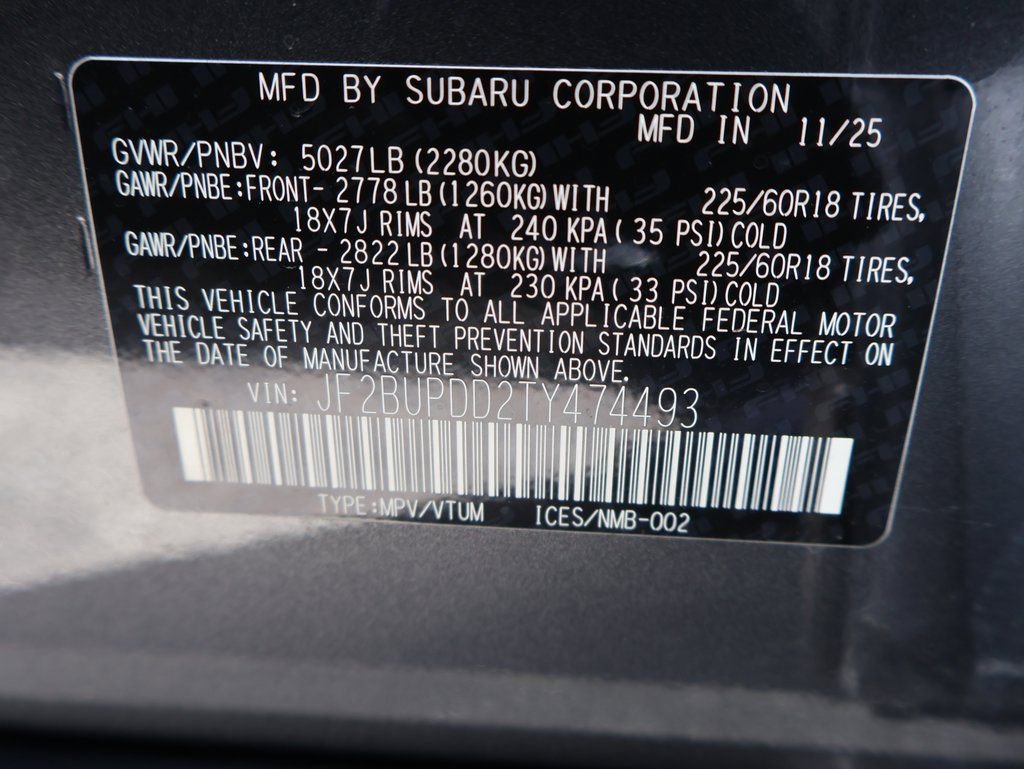 MFD BY SUBARU CORPORATION
MFD IN 11/25
GVWR/PNBV: 5027LB (2280KG)
GAWR/PNBE:FRONT- 2778 LB (1260KG) WITH 225/60R18 TIRES,
18X7J RIMS AT 240 KPA ( 35 PSI) COLD
GAWR/PNBE:REAR - 2822 LB (1280KG) WITH 225/60R18 TIRES,
18X7J RIMS AT 230 KPA ( 33 PSI) COLD
THIS VEHICLE CONFORMS TO ALL APPLICABLE FEDERAL MOTOR
VEHICLE SAFETY AND THEFT PREVENTION STANDARDS IN EFFECT ON
THE DATE OF MANUFACTURE SHOWN ABOVE.
VIN: JF2BUPDD2TY474493
TYPE:MPV/VTUM ICES/NMB-002